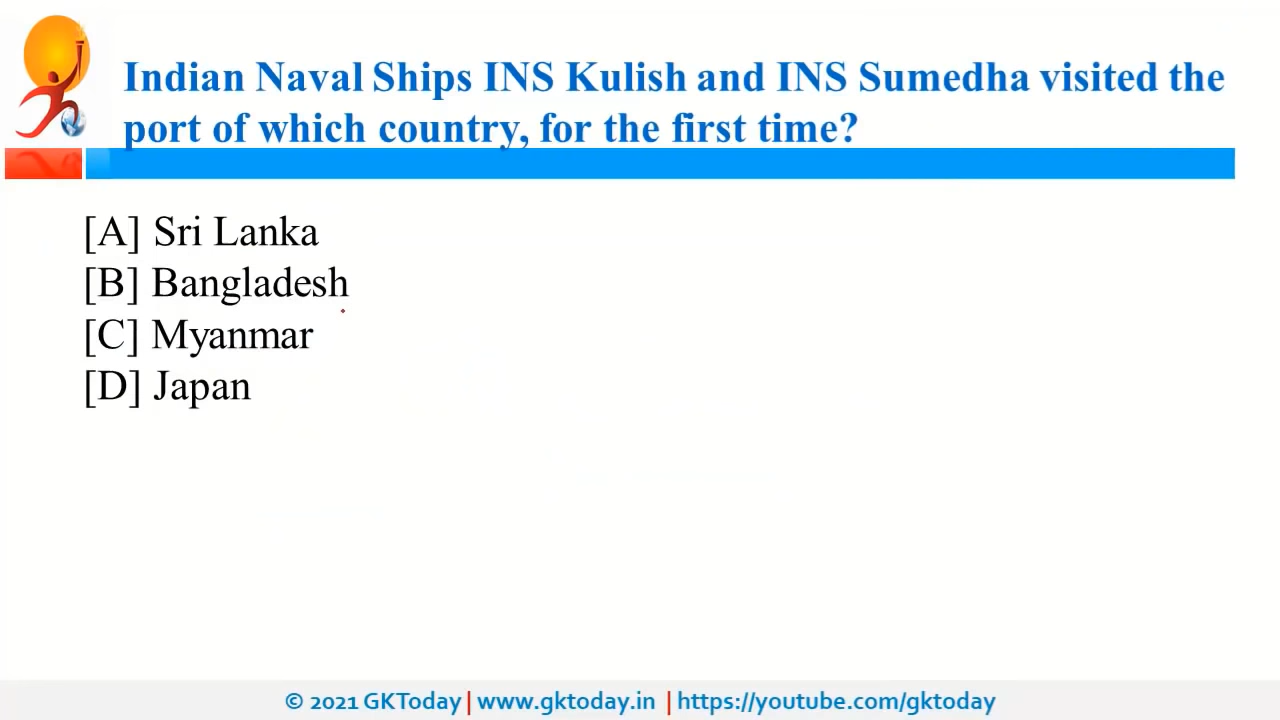 Indian Naval Ships INS Kulish and INS Sumedha visited the
port of which country, for the first time?
[A] Sri Lanka
[B] Bangladesh
[C] Myanmar
[D] Japan
© 2021 GKToday | www.gktoday.in | https://youtube.com/gktoday